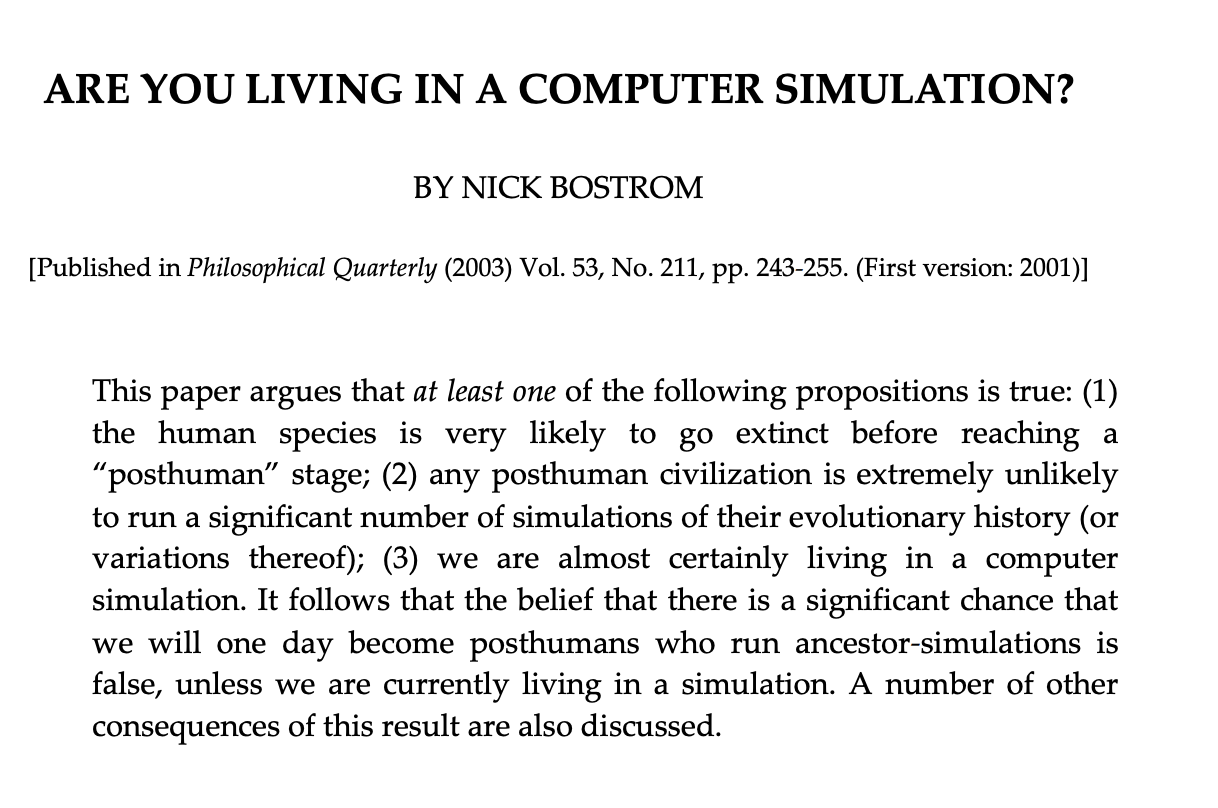 ARE YOU LIVING IN A COMPUTER SIMULATION?
BY NICK BOSTROM
[Published in Philosophical Quarterly (2003) Vol. 53, No. 211, pp. 243-255. (First version: 2001)]
This paper argues that at least one of the following propositions is true: (1)
the human species is very likely to go extinct before reaching a
“posthuman” stage; (2) any posthuman civilization is extremely unlikely
to run a significant number of simulations of their evolutionary history (or
variations thereof); (3) we are almost certainly living in a computer
simulation. It follows that the belief that there is a significant chance that
we will one day become posthumans who run ancestor-simulations is
false, unless we are currently living in a simulation. A number of other
consequences of this result are also discussed.